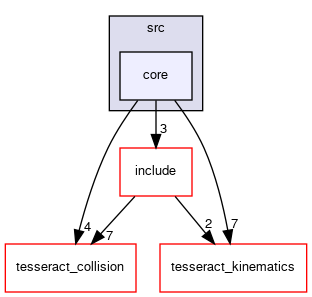 src
core
3
include
4
7
2
7
tesseract_collision
tesseract_kinematics